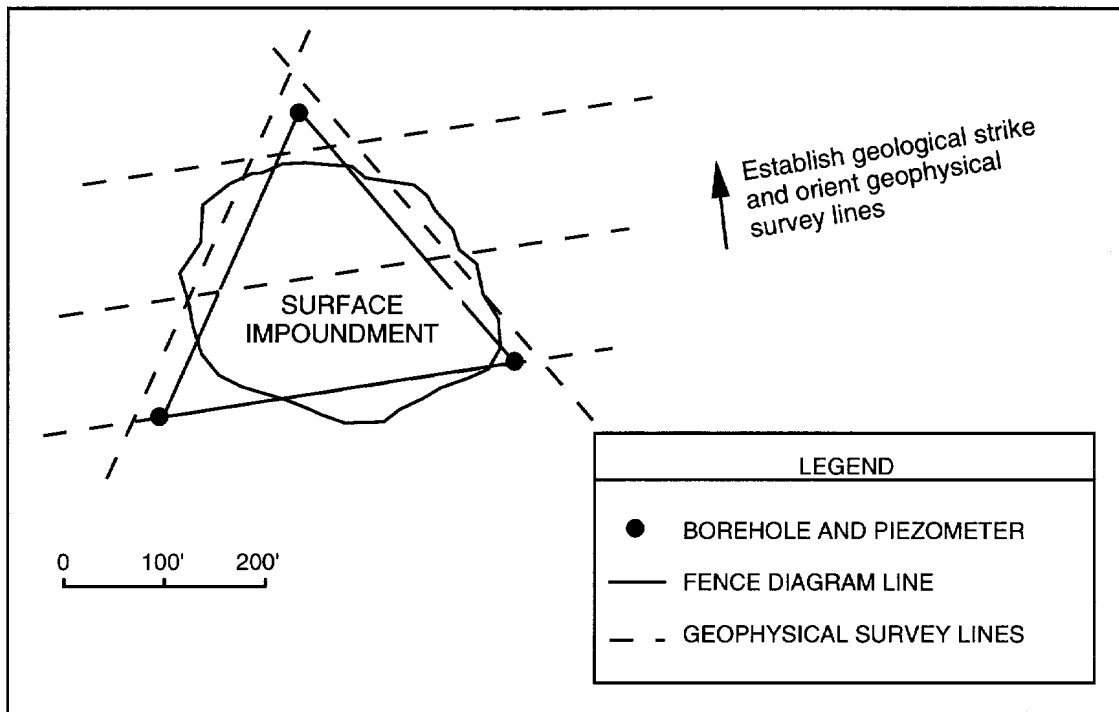 Establish geological strike
and orient geophysical
survey lines
SURFACE
IMPOUNDMENT
0 100' 200'
LEGEND
BOREHOLE AND PIEZOMETER
FENCE DIAGRAM LINE
GEOPHYSICAL SURVEY LINES